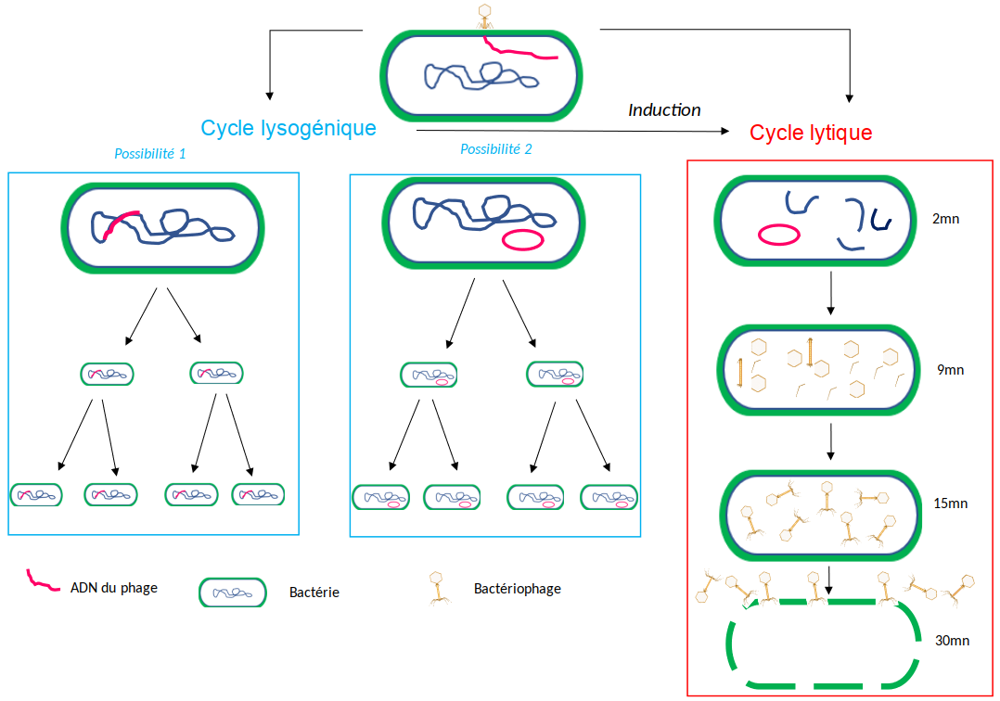 Induction
Cycle lysogénique
Cycle lytique
Possibilité 1
Possibilité 2
2mn
9mn
15mn
30mn
ADN du phage
Bactérie
Bactériophage